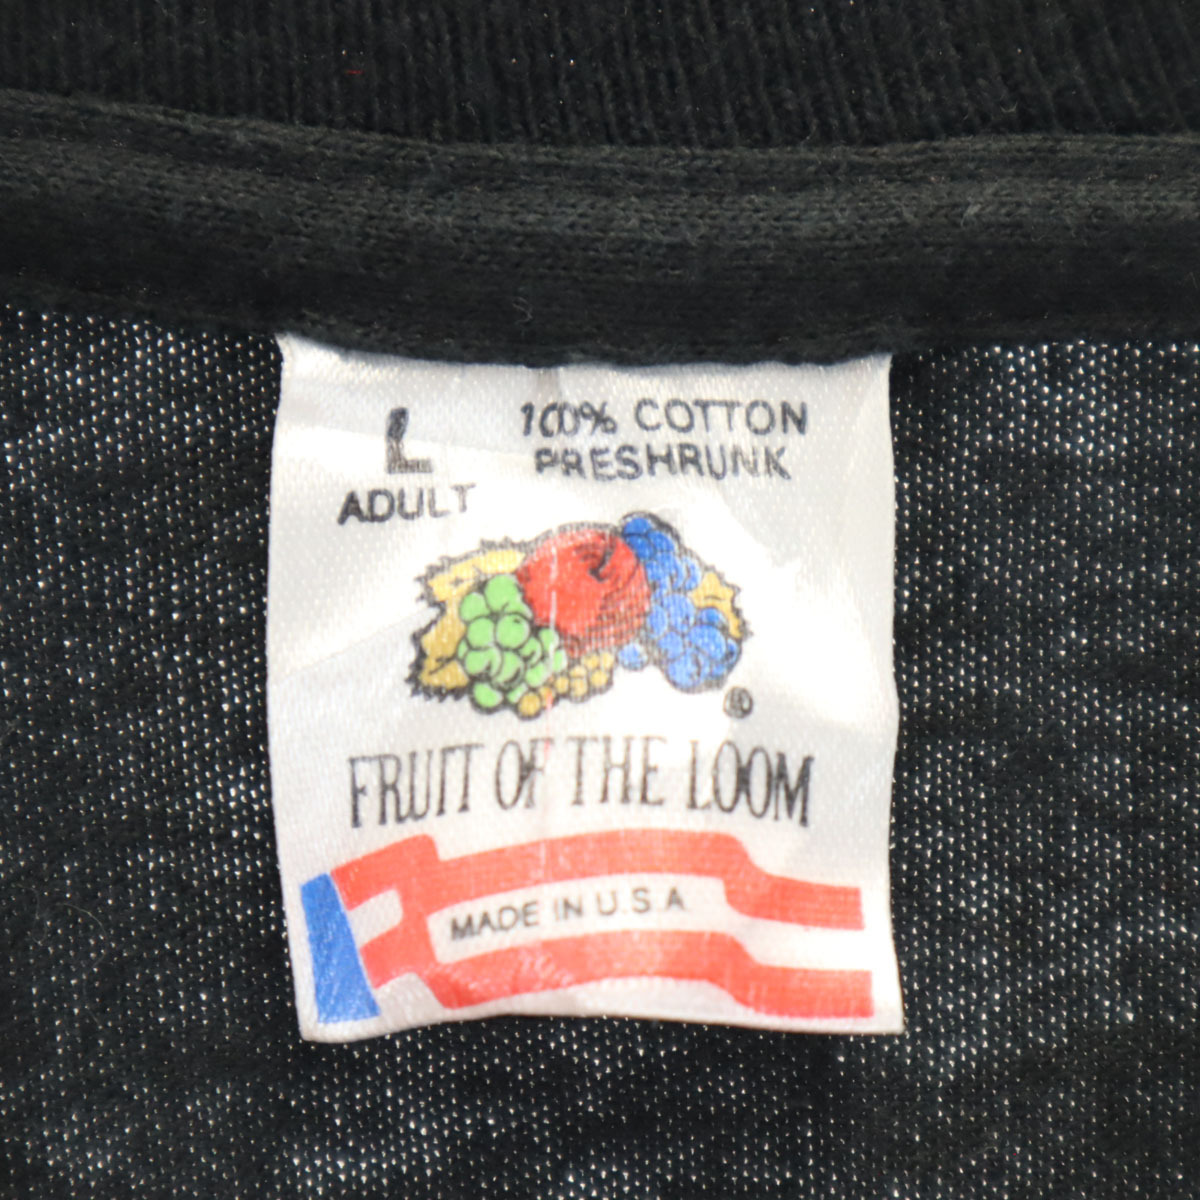 L
ADULT
100% COTTON
PRESHRUNK
®
FRUIT OF THE LOOM
MADE IN U.S.A